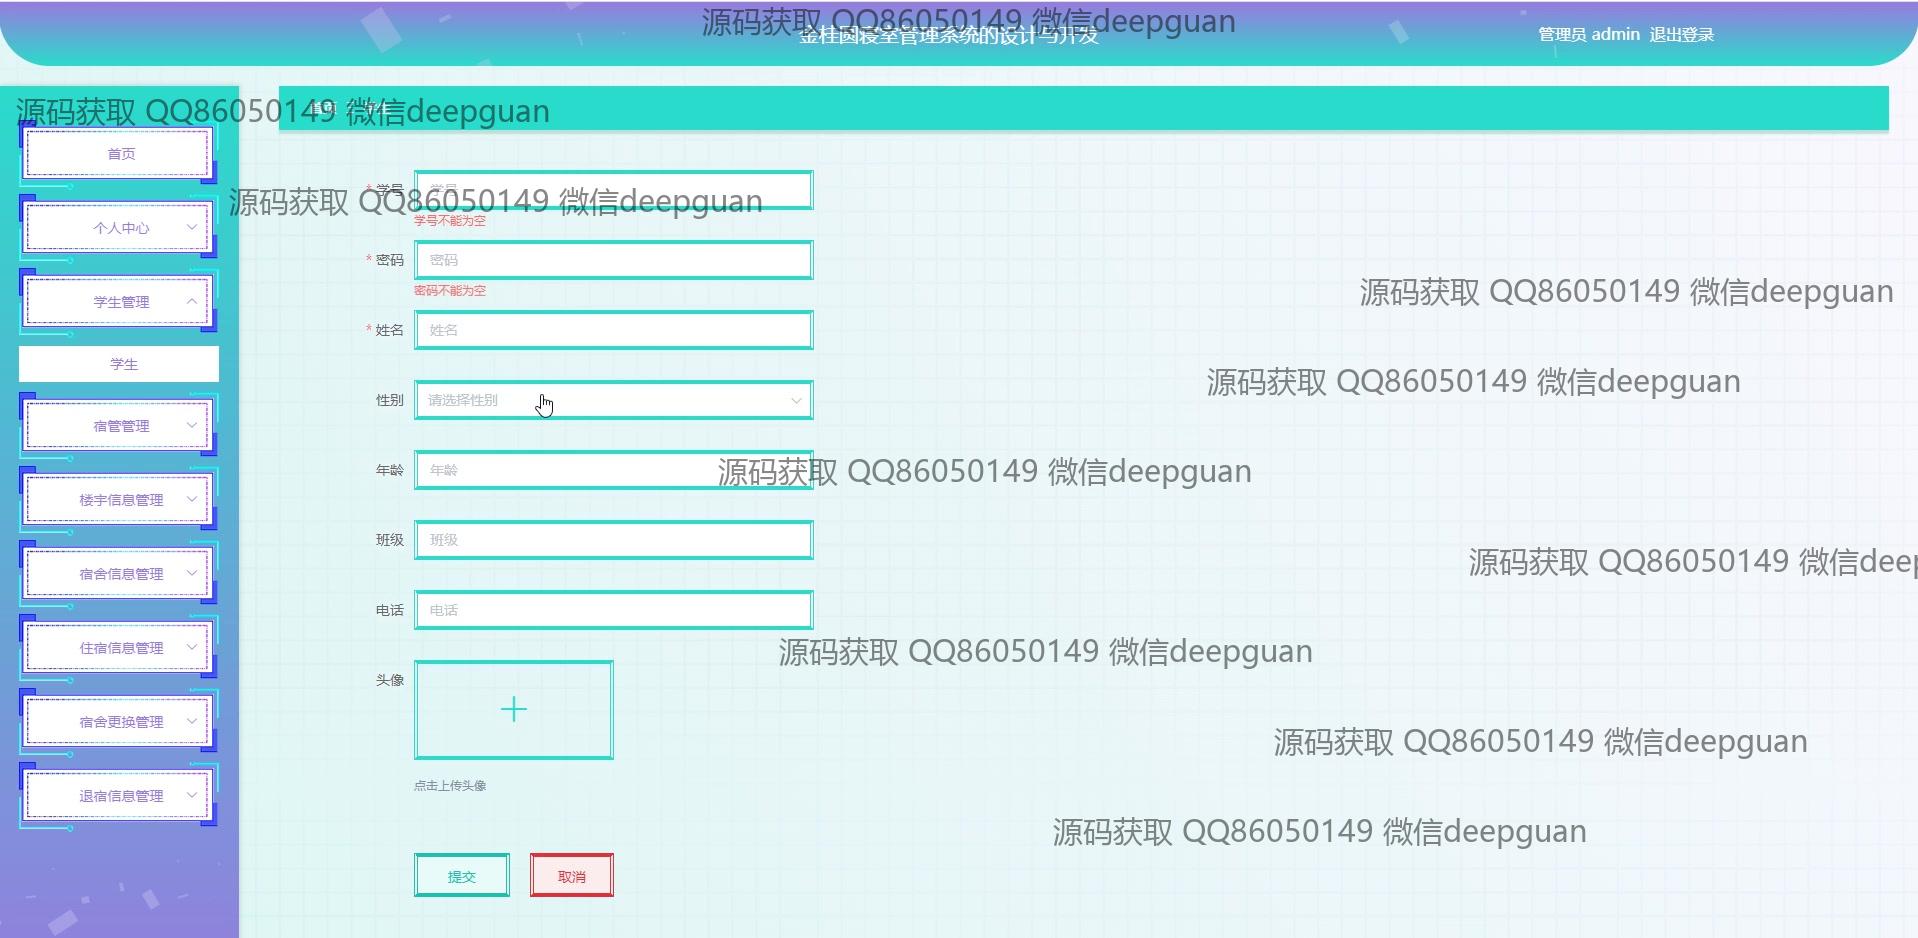 源码获取 QQ86050149 微信deepguan
金桂园寝室管理系统的设计与开发
管理员 admin 退出登录
源码获取 QQ86050149 微信deepguan
首页
学生
首页
个人中心
学生管理
学生
宿管管理
楼宇信息管理
宿舍信息管理
住宿信息管理
宿舍更换管理
退宿信息管理
* 学号 学号
源码获取 QQ86050149 微信deepguan
学号不能为空
* 密码 密码
密码不能为空
源码获取 QQ86050149 微信deepguan
* 姓名 姓名
源码获取 QQ86050149 微信deepguan
性别 请选择性别
年龄 年龄
源码获取 QQ86050149 微信deepguan
班级 班级
源码获取 QQ86050149 微信deep
电话 电话
源码获取 QQ86050149 微信deepguan
头像
源码获取 QQ86050149 微信deepguan
点击上传头像
源码获取 QQ86050149 微信deepguan
提交 取消